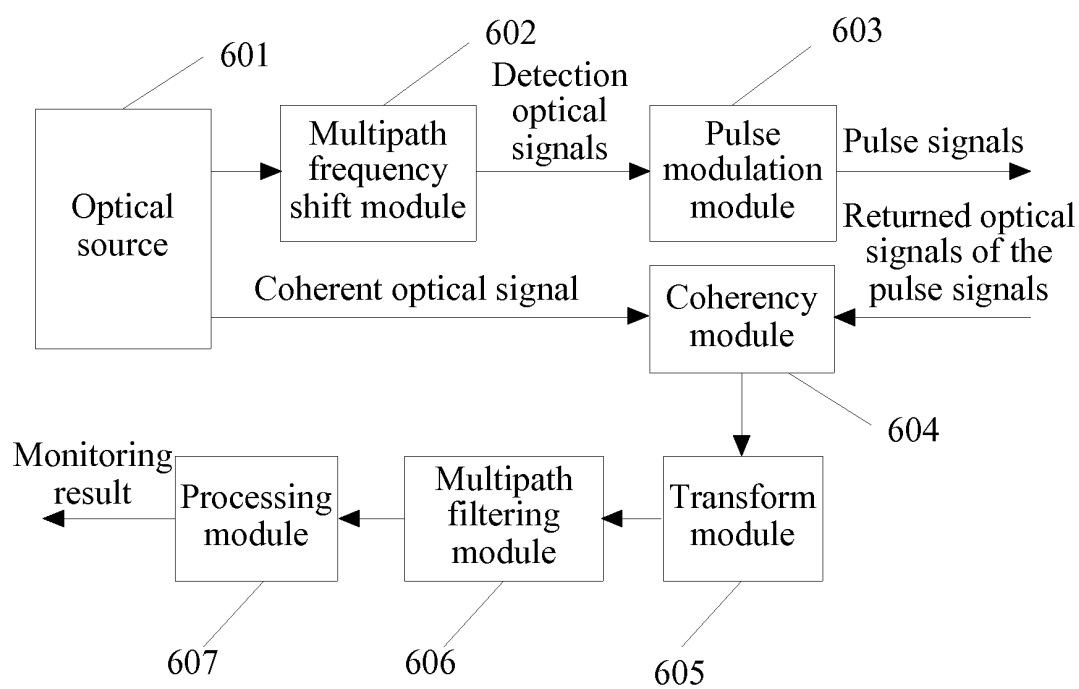 601
602
603
Optical
source
Multipath
frequency
shift module
Detection
optical
signals
Pulse
modulation
module
Pulse signals
Returned optical
signals of the
pulse signals
Coherent optical signal
Coherency
module
604
Monitoring
result
Processing
module
Multipath
filtering
module
Transform
module
607
606
605